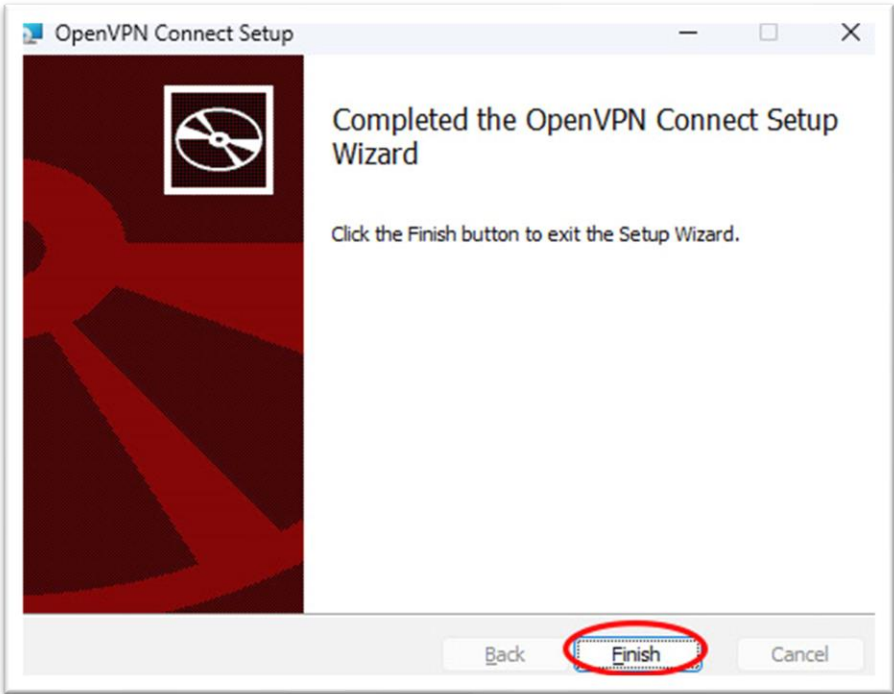 OpenVPN Connect Setup
Completed the OpenVPN Connect Setup
Wizard
Click the Finish button to exit the Setup Wizard.
Back Finish Cancel